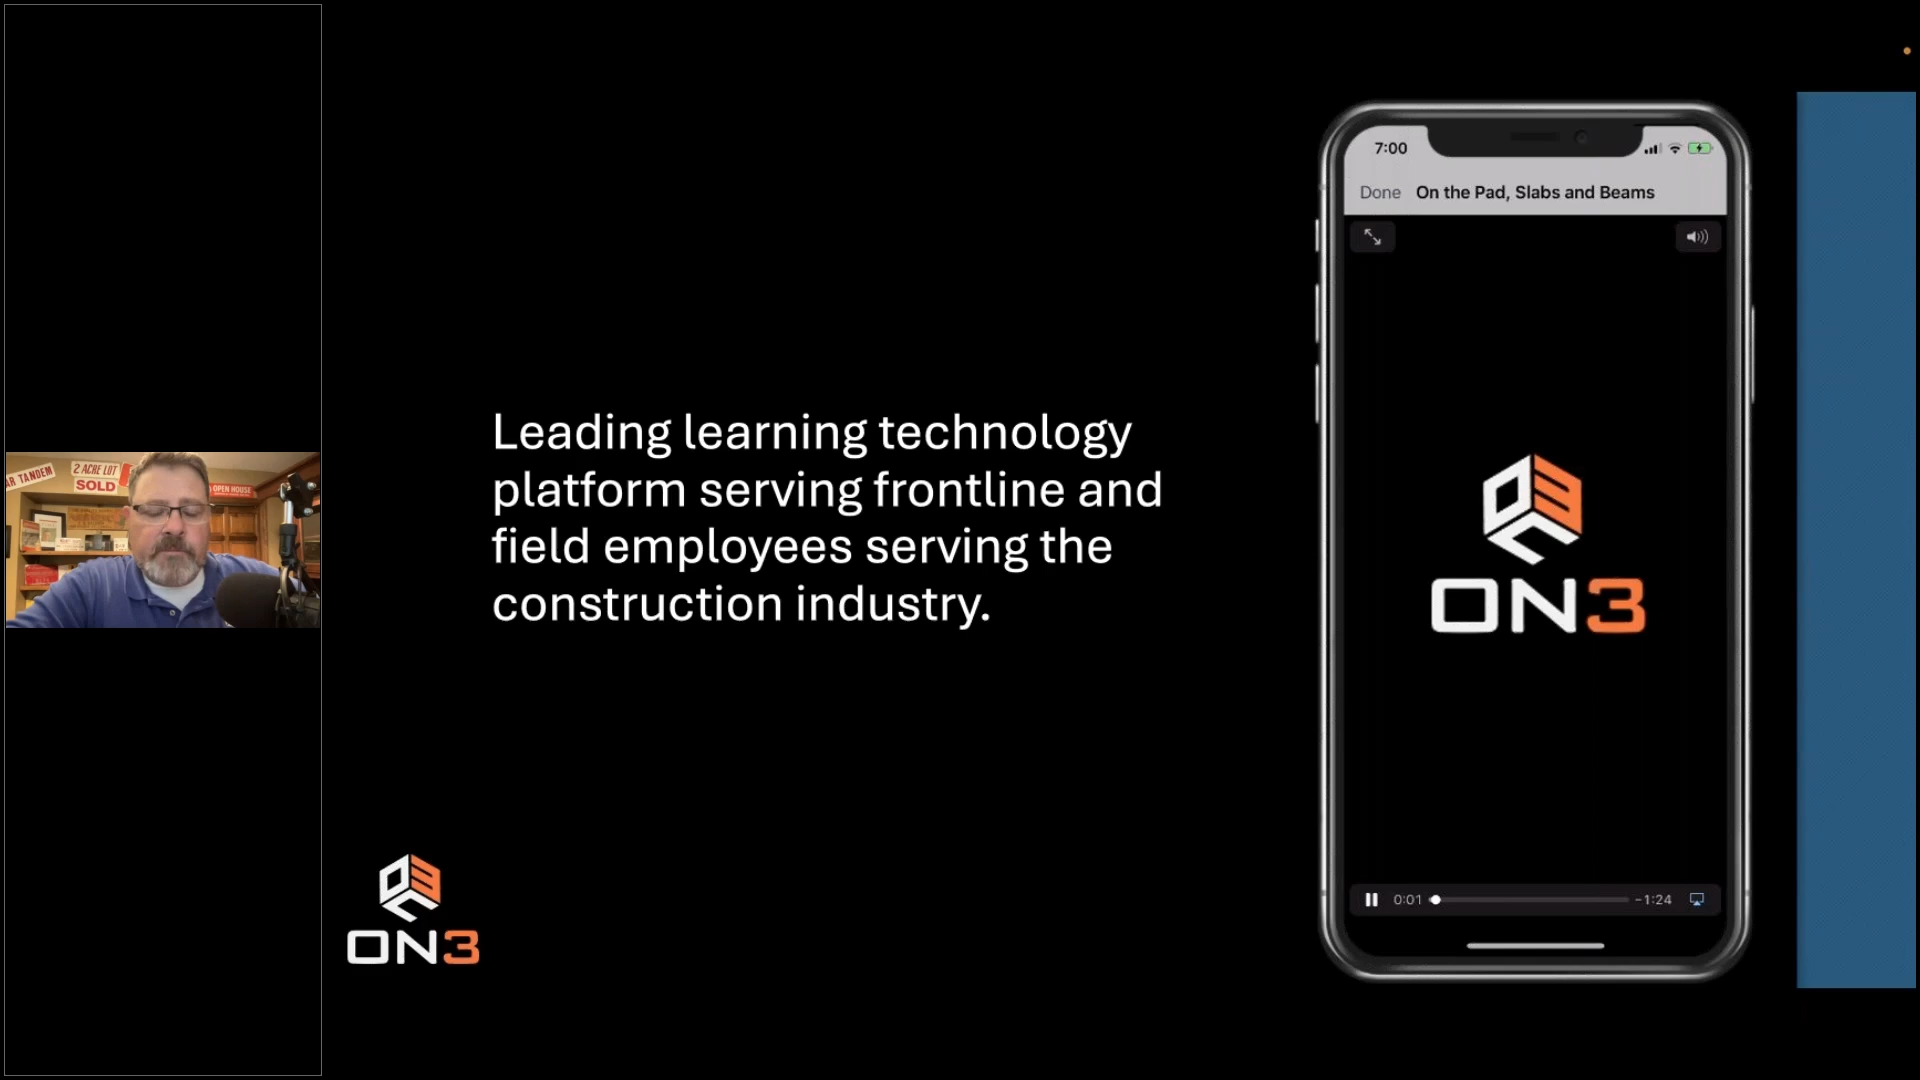 AR TANDEM
2 ACRE LOT
SOLD
OPEN HOUSE
Leading learning technology
platform serving frontline and
field employees serving the
construction industry.
ON3
7:00
Done On the Pad, Slabs and Beams
ON3
0:01 -1:24